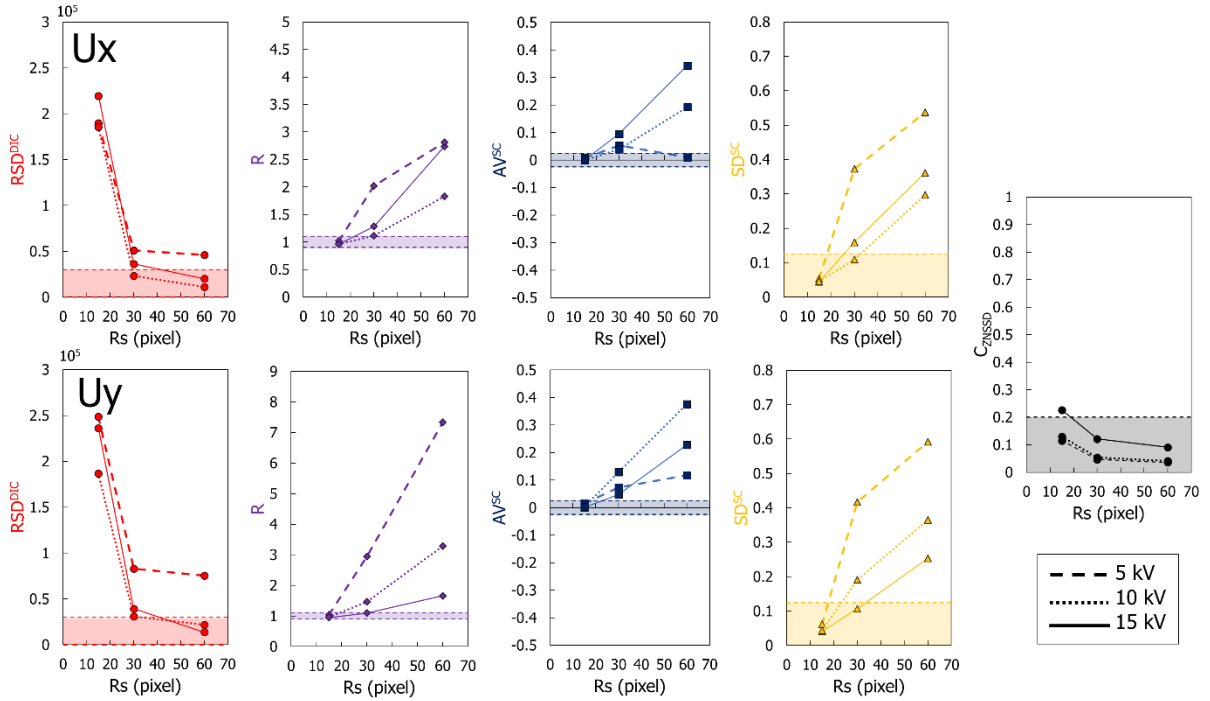 10⁵
3
2.5
2
1.5
1
0.5
0
RSD^DIC
Ux
0 10 20 30 40 50 60 70
Rs (pixel)
5
4.5
4
3.5
3
2.5
2
1.5
1
0.5
0
R
0 10 20 30 40 50 60 70
Rs (pixel)
0.5
0.4
0.3
0.2
0.1
0
-0.1
-0.2
-0.3
-0.4
-0.5
AV^SC
0 10 20 30 40 50 60 70
Rs (pixel)
0.8
0.7
0.6
0.5
0.4
0.3
0.2
0.1
0
SD^SC
0 10 20 30 40 50 60 70
Rs (pixel)
1
0.9
0.8
0.7
0.6
0.5
0.4
0.3
0.2
0.1
0
C_ZNSSD
0 10 20 30 40 50 60 70
Rs (pixel)
10⁵
3
2.5
2
1.5
1
0.5
0
RSD^DIC
Uy
0 10 20 30 40 50 60 70
Rs (pixel)
9
8
7
6
5
4
3
2
1
0
R
0 10 20 30 40 50 60 70
Rs (pixel)
0.5
0.4
0.3
0.2
0.1
0
-0.1
-0.2
-0.3
-0.4
-0.5
AV^SC
0 10 20 30 40 50 60 70
Rs (pixel)
0.8
0.7
0.6
0.5
0.4
0.3
0.2
0.1
0
SD^SC
0 10 20 30 40 50 60 70
Rs (pixel)
5 kV
10 kV
15 kV